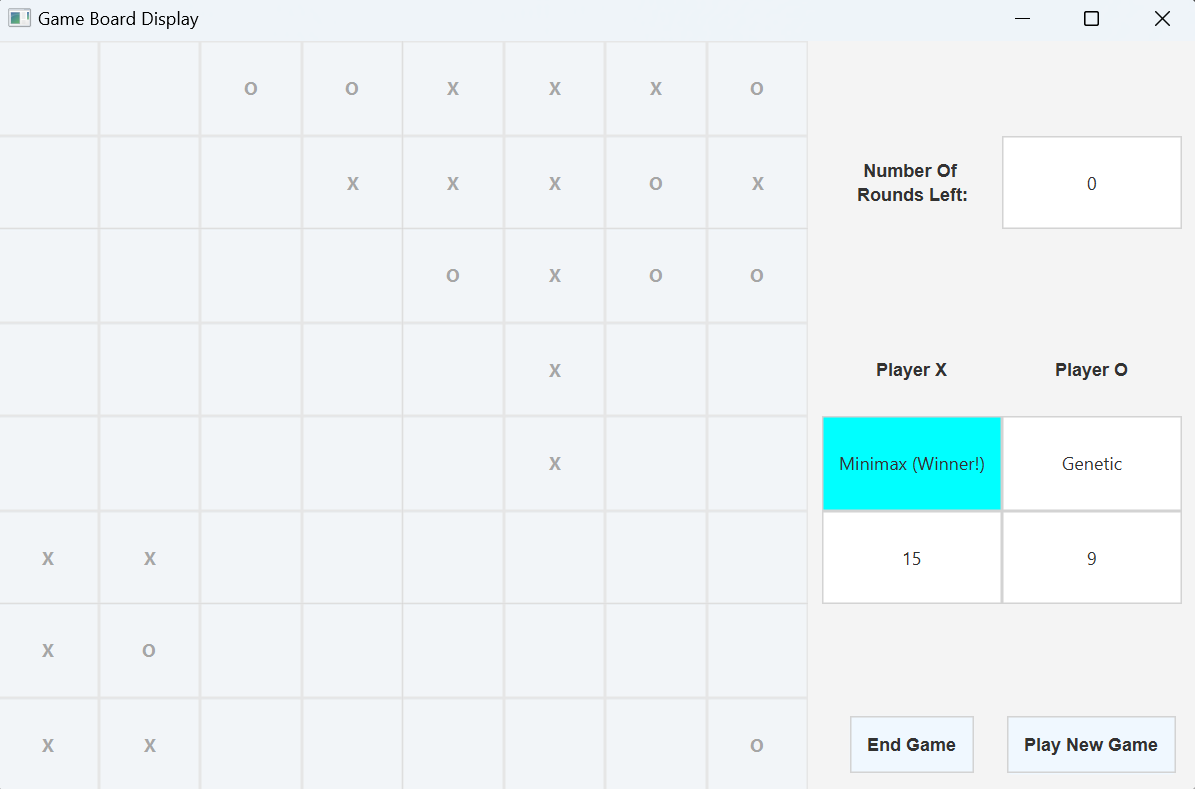 Game Board Display
O O X X X O
X X X O X
Number Of
Rounds Left:
0
O X O O
X
Player X Player O
X
Minimax (Winner!) Genetic
X X
15 9
X O
X X O
End Game Play New Game